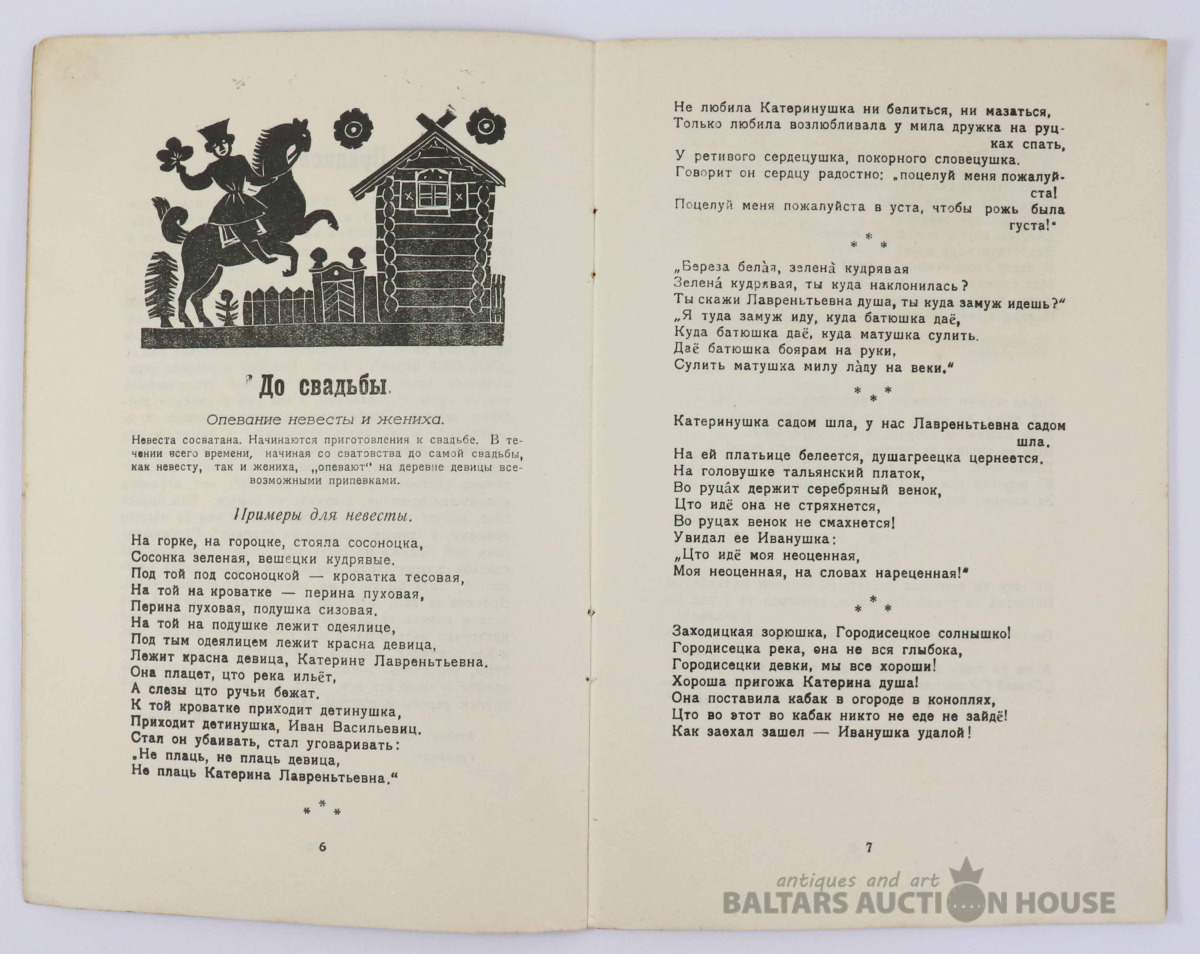 До свадьбы.
Опевание невесты и жениха.
Невеста сосватана. Начинаются приготовления к свадьбе. В те-
чении всего времени, начиная со сватовства до самой свадьбы,
как невесту, так и жениха, „опевают" на деревне девицы все-
возможными припевками.
Примеры для невесты.
На горке, на гороцке, стояла сосоноцка,
Сосонка зеленая, вешецки кудрявые.
Под той под сосоноцкой — кроватка тесовая,
На той на кроватке — перина пуховая,
Перина пуховая, подушка сизовая.
На той на подушке лежит одеялице,
Под тым одеялицем лежит красна девица,
Лежит красна девица, Катерина Лавреньтьевна.
Она плацет, цто река ильёт,
А слезы цто ручьи бежат.
К той кроватке приходит детинушка,
Приходит детинушка, Иван Васильевиц.
Стал он убаивать, стал уговаривать:
„Не плаць, не плаць девица,
Не плаць Катерина Лавреньтьевна."
* * *
6
Не любила Катеринушка ни белиться, ни мазаться,
Только любила возлюбливала у мила дружка на руц-
ках спать,
У ретивого сердецушка, покорного словецушка.
Говорит он сердцу радостно: „поцелуй меня пожалуй-
ста!
Поцелуй меня пожалуйста в уста, чтобы рожь была
густа!"
* * *
„Береза белàя, зеленà кудрявая
Зеленá кудрявая, ты куда наклонилась?
Ты скажи Лавреньтьевна душа, ты куда замуж идешь?"
„Я туда замуж иду, куда батюшка даё,
Куда батюшка даё, куда матушка сулить.
Даё батюшка боярам на руки,
Сулить матушка милу лàду на веки."
* * *
Катеринушка садом шла, у нас Лавреньтьевна садом
шла.
На ей платьице белеется, душагреецка цернеется.
На головушке тальянский платок,
Во руцáх держит серебряный венок,
Цто идё она не стряхнется,
Во руцах венок не смахнется!
Увидал ее Иванушка:
„Цто идё моя неоценная,
Моя неоценная, на словах нареценная!"
* * *
Заходицкая зорюшка, Городисецкое солнышко!
Городисецка река, она не вся глыбока,
Городисецки девки, мы все хороши!
Хороша пригожа Катерина душа!
Она поставила кабак в огороде в коноплях,
Цто во этот во кабак никто не еде не зайдё!
Как заехал зашел — Иванушка удалой!
7
antiques and art
BALTARS AUCTION HOUSE